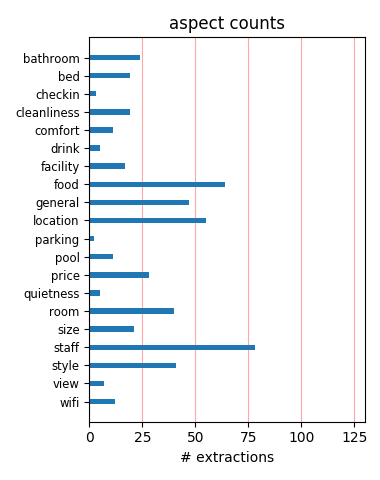 aspect counts
bathroom
bed
checkin
cleanliness
comfort
drink
facility
food
general
location
parking
pool
price
quietness
room
size
staff
style
view
wifi
0 25 50 75 100 125
# extractions